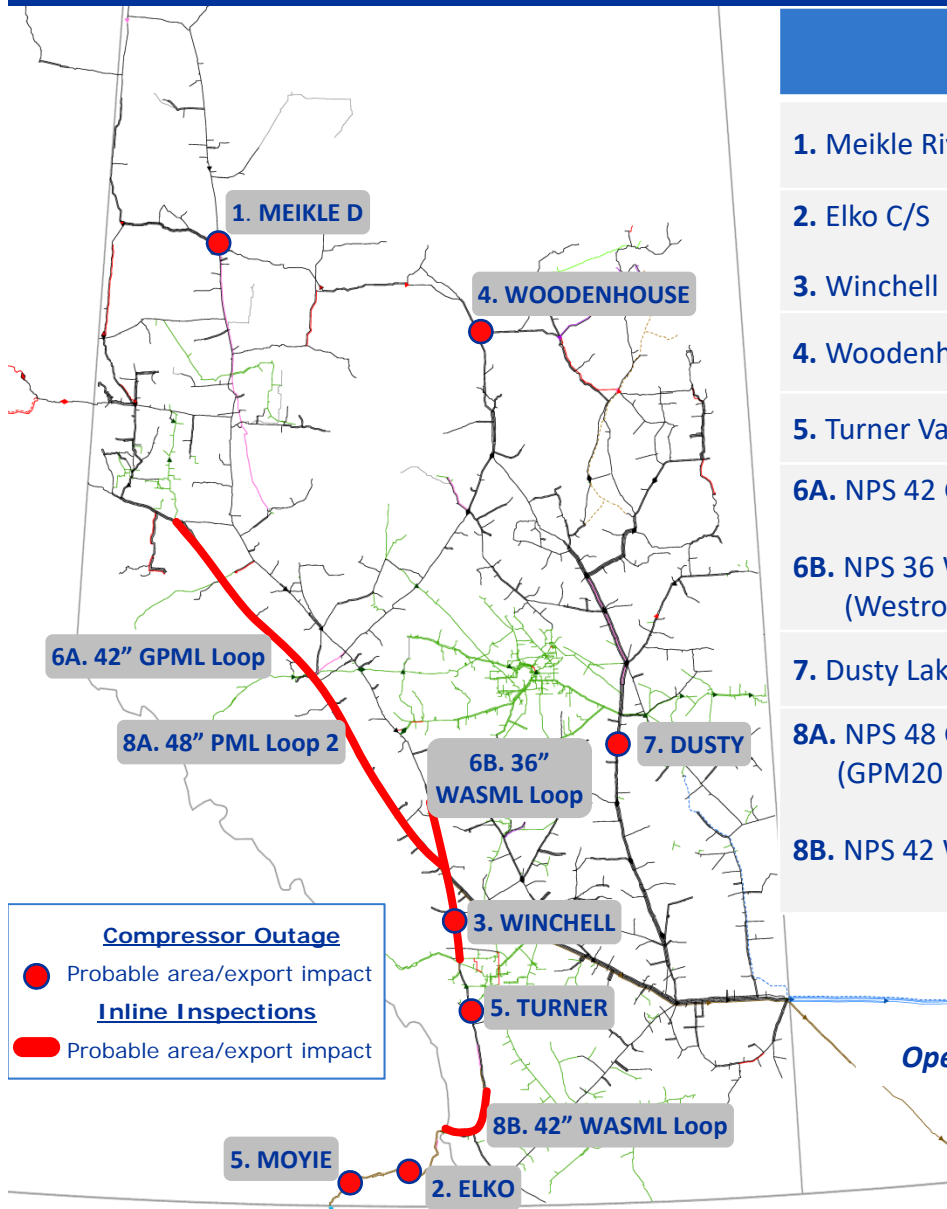 1. MEIKLE D
4. WOODENHOUSE
6A. 42” GPML Loop
8A. 48” PML Loop 2
6B. 36”
WASML Loop
7. DUSTY
3. WINCHELL
5. TURNER
8B. 42” WASML Loop
5. MOYIE
2. ELKO
Compressor Outage
Probable area/export impact
Inline Inspections
Probable area/export impact
1. Meikle Ri
2. Elko C/S
3. Winchell
4. Woodenh
5. Turner Va
6A. NPS 42
6B. NPS 36
(Westro
7. Dusty Lak
8A. NPS 48
(GPM20
8B. NPS 42
Ope